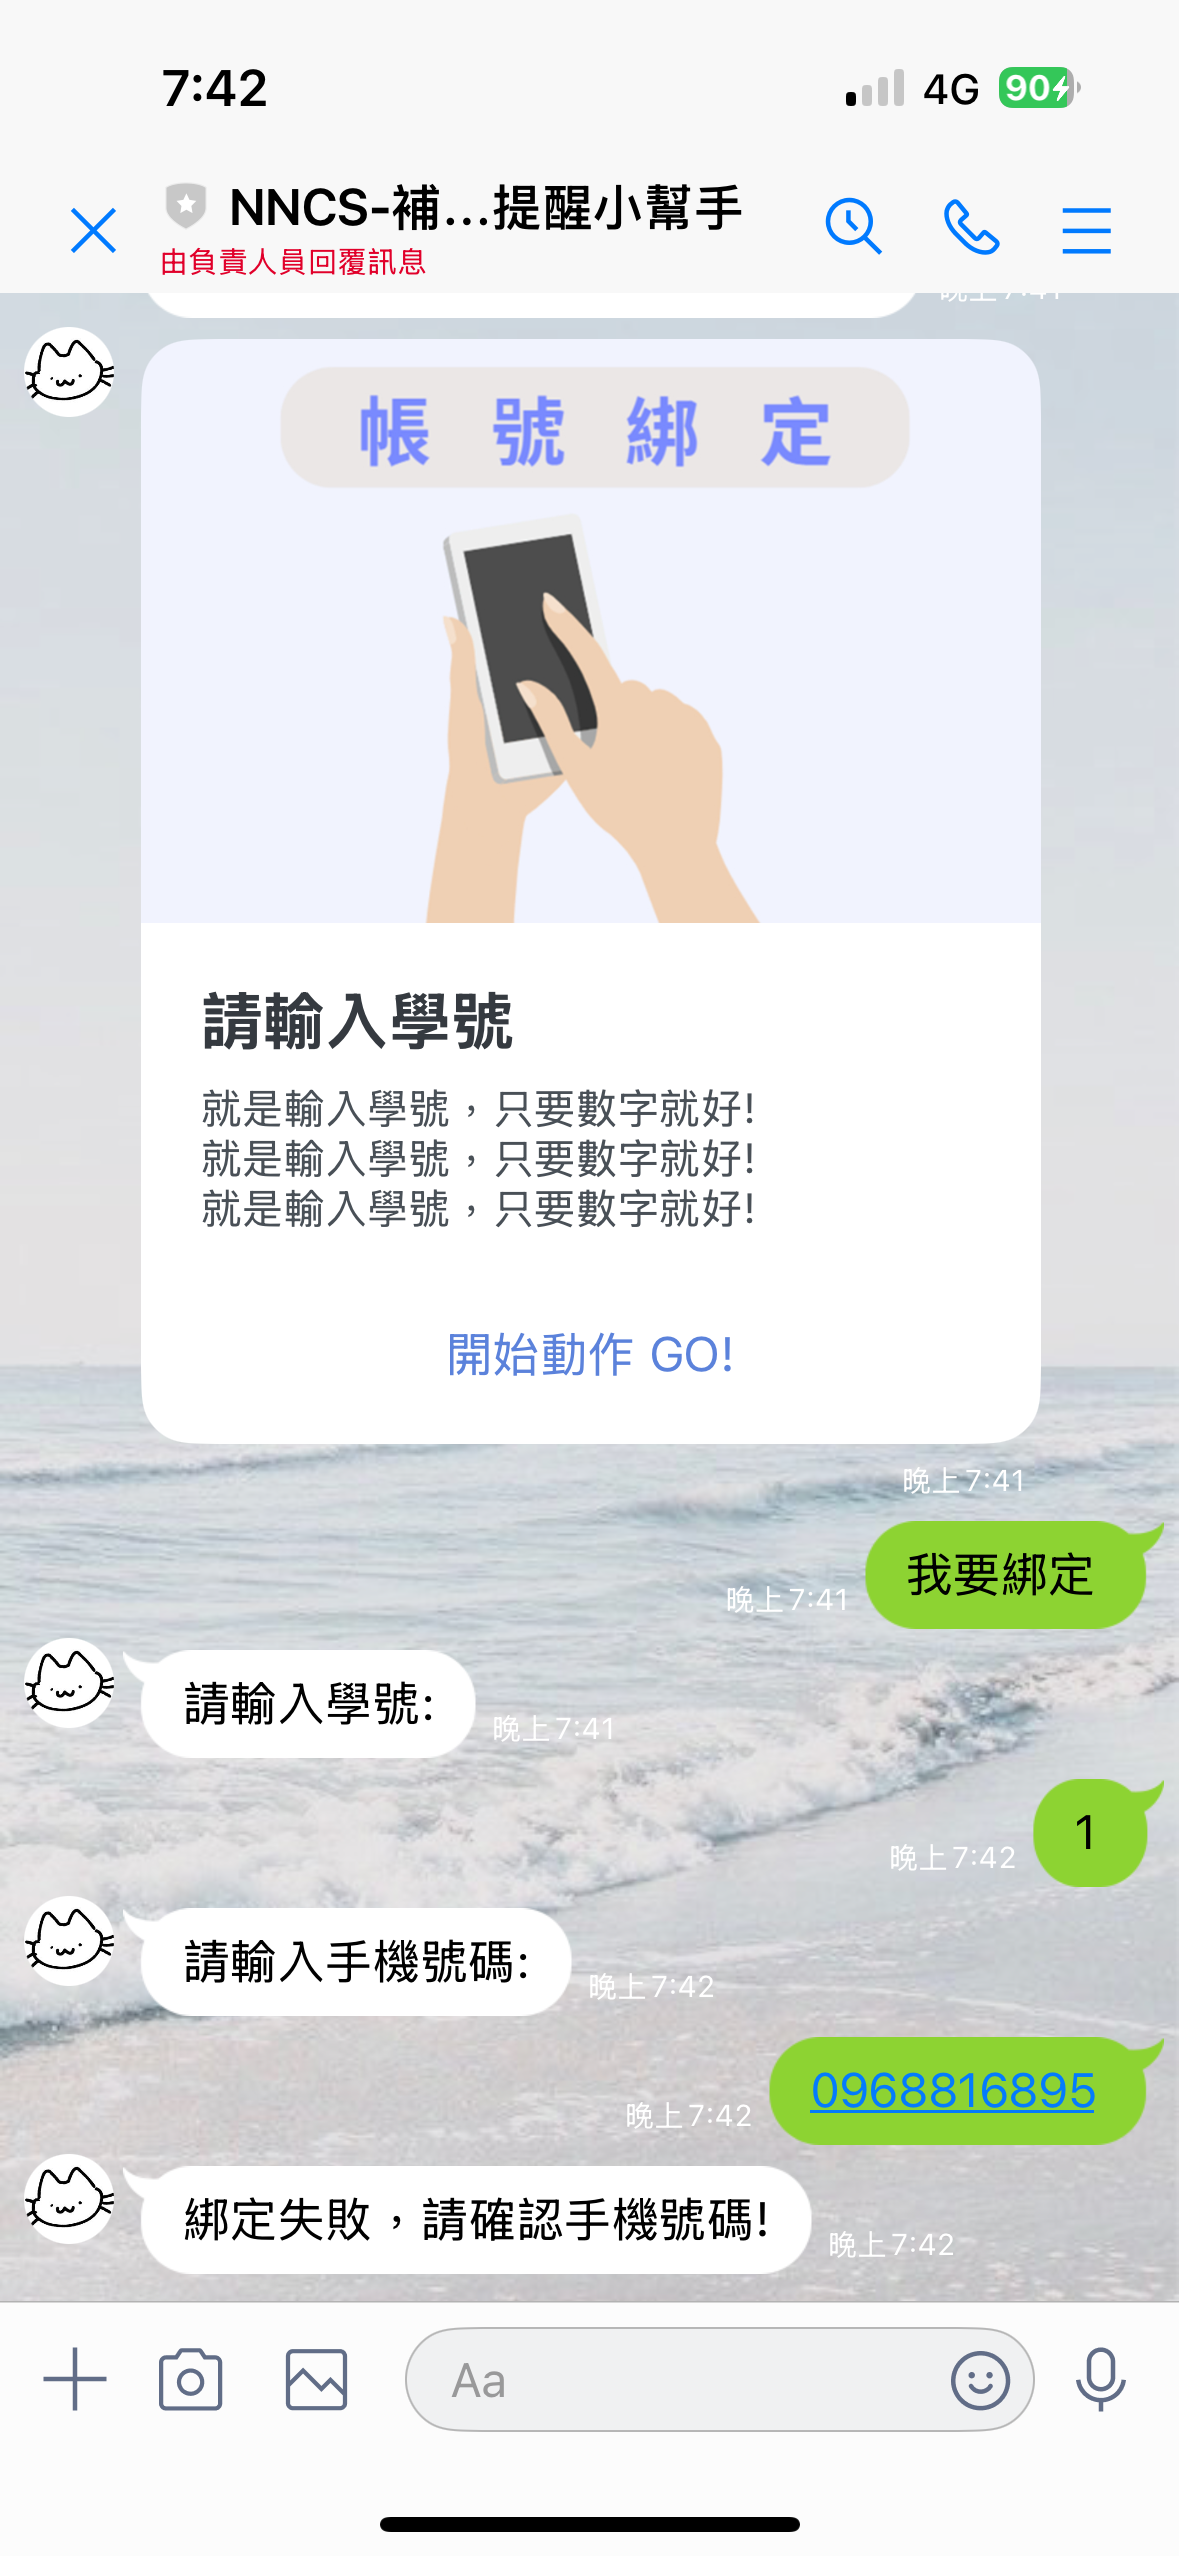 7:42
4G
90
NNCS-補...提醒小幫手
由負責人員回覆訊息
晚上 7:41
帳號綁定
請輸入學號
就是輸入學號，只要數字就好!
就是輸入學號，只要數字就好!
就是輸入學號，只要數字就好!
開始動作 GO!
晚上 7:41
我要綁定
晚上 7:41
請輸入學號:
晚上 7:41
1
晚上 7:42
請輸入手機號碼:
晚上 7:42
0968816895
晚上 7:42
綁定失敗，請確認手機號碼!
晚上 7:42
Aa